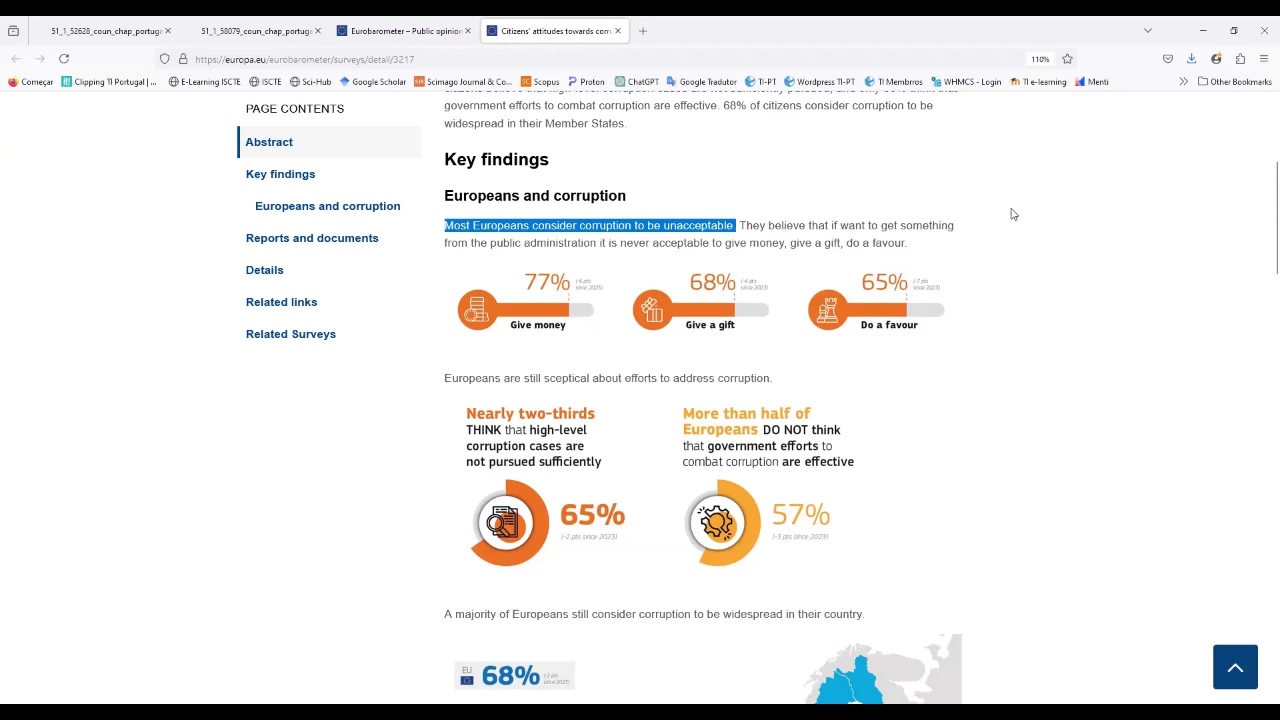 51_1_52628_coun_chap_portuga
51_1_58079_coun_chap_portuga
Eurobarometer – Public opinion
Citizens' attitudes towards corr
https://europa.eu/eurobarometer/surveys/detail/3217
110%
Começar
Clipping TI Portugal | ...
E-Learning ISCTE
ISCTE
Sci-Hub
Google Scholar
Scimago Journal & Co...
Scopus
Proton
ChatGPT
Google Tradutor
TI-PT
Wordpress TI-PT
TI Membros
WHMCS - Login
TI e-learning
Menti
Other Bookmarks
PAGE CONTENTS
Abstract
Key findings
Europeans and corruption
Reports and documents
Details
Related links
Related Surveys
government efforts to combat corruption are effective. 68% of citizens consider corruption to be
widespread in their Member States.
Key findings
Europeans and corruption
Most Europeans consider corruption to be unacceptable. They believe that if want to get something
from the public administration it is never acceptable to give money, give a gift, do a favour.
77%
Give money
68%
Give a gift
65%
Do a favour
Europeans are still sceptical about efforts to address corruption.
Nearly two-thirds
THINK that high-level
corruption cases are
not pursued sufficiently
65%
(-2 pts since 2023)
More than half of
Europeans DO NOT think
that government efforts to
combat corruption are effective
57%
A majority of Europeans still consider corruption to be widespread in their country.
EU
68%